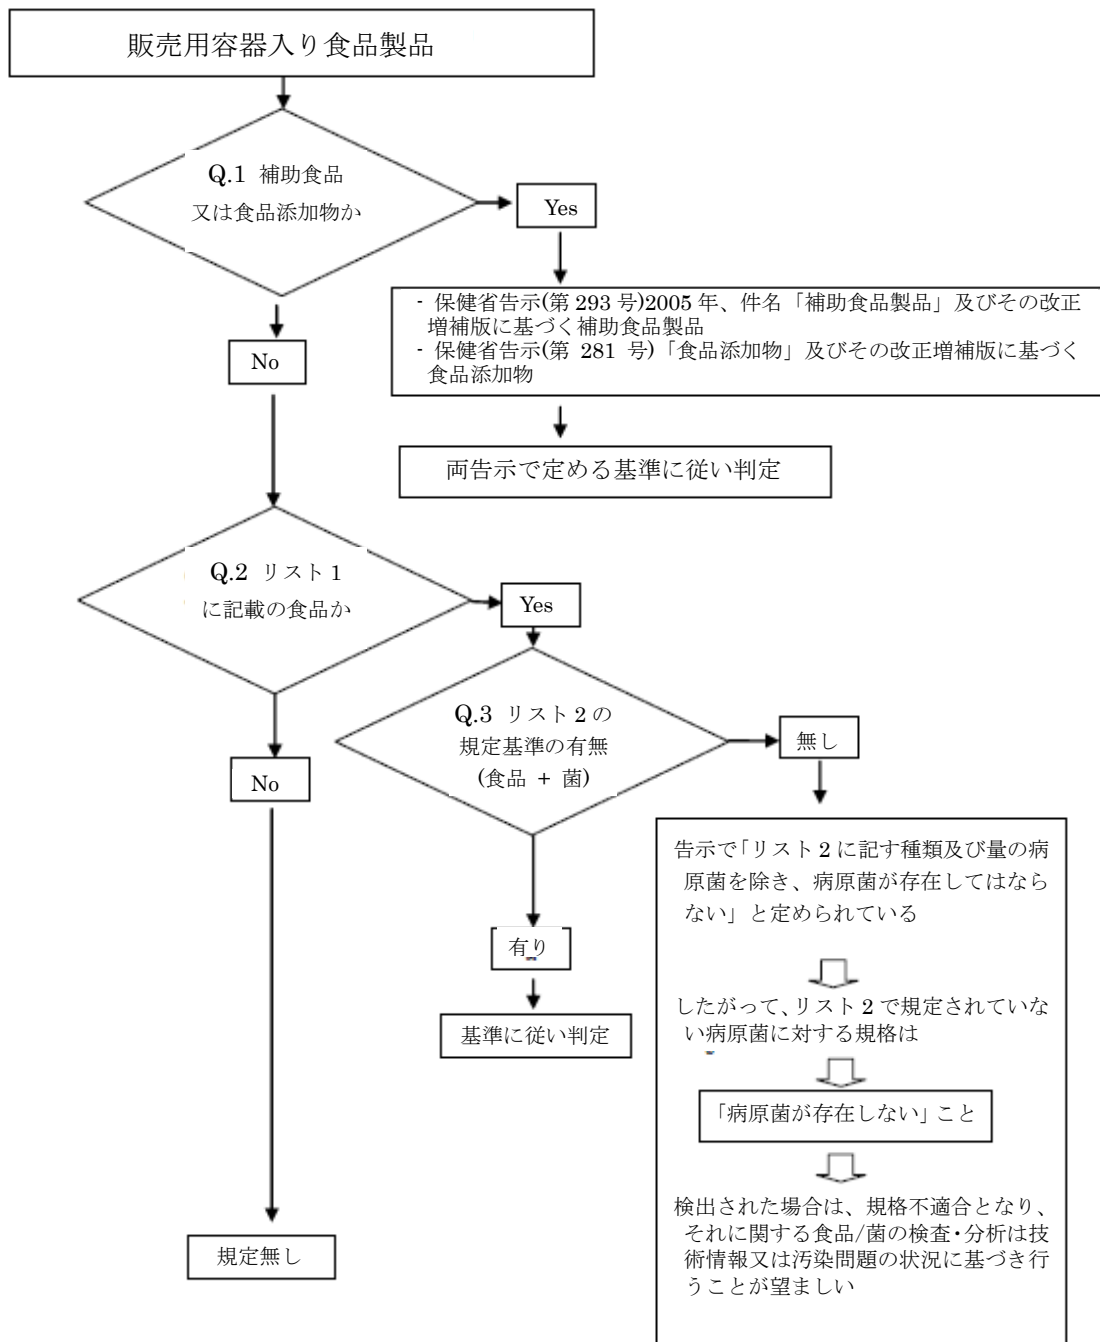 販売用容器入り食品製品
Q.1 補助食品
又は食品添加物か
Yes
- 保健省告示(第 293 号)2005 年、件名「補助食品製品」及びその改正
増補版に基づく補助食品製品
- 保健省告示(第 281 号)「食品添加物」及びその改正増補版に基づく
食品添加物
両告示で定める基準に従い判定
No
Q.2 リスト 1
に記載の食品か
Yes
Q.3 リスト 2 の
規定基準の有無
(食品 + 菌)
無し
告示で「リスト 2 に記す種類及び量の病
原菌を除き、病原菌が存在してはなら
ない」と定められている
したがって、リスト 2 で規定されていな
い病原菌に対する規格は
「病原菌が存在しない」こと
検出された場合は、規格不適合となり、
それに関する食品/菌の検査・分析は技
術情報又は汚染問題の状況に基づき行
うことが望ましい
有り
基準に従い判定
No
規定無し